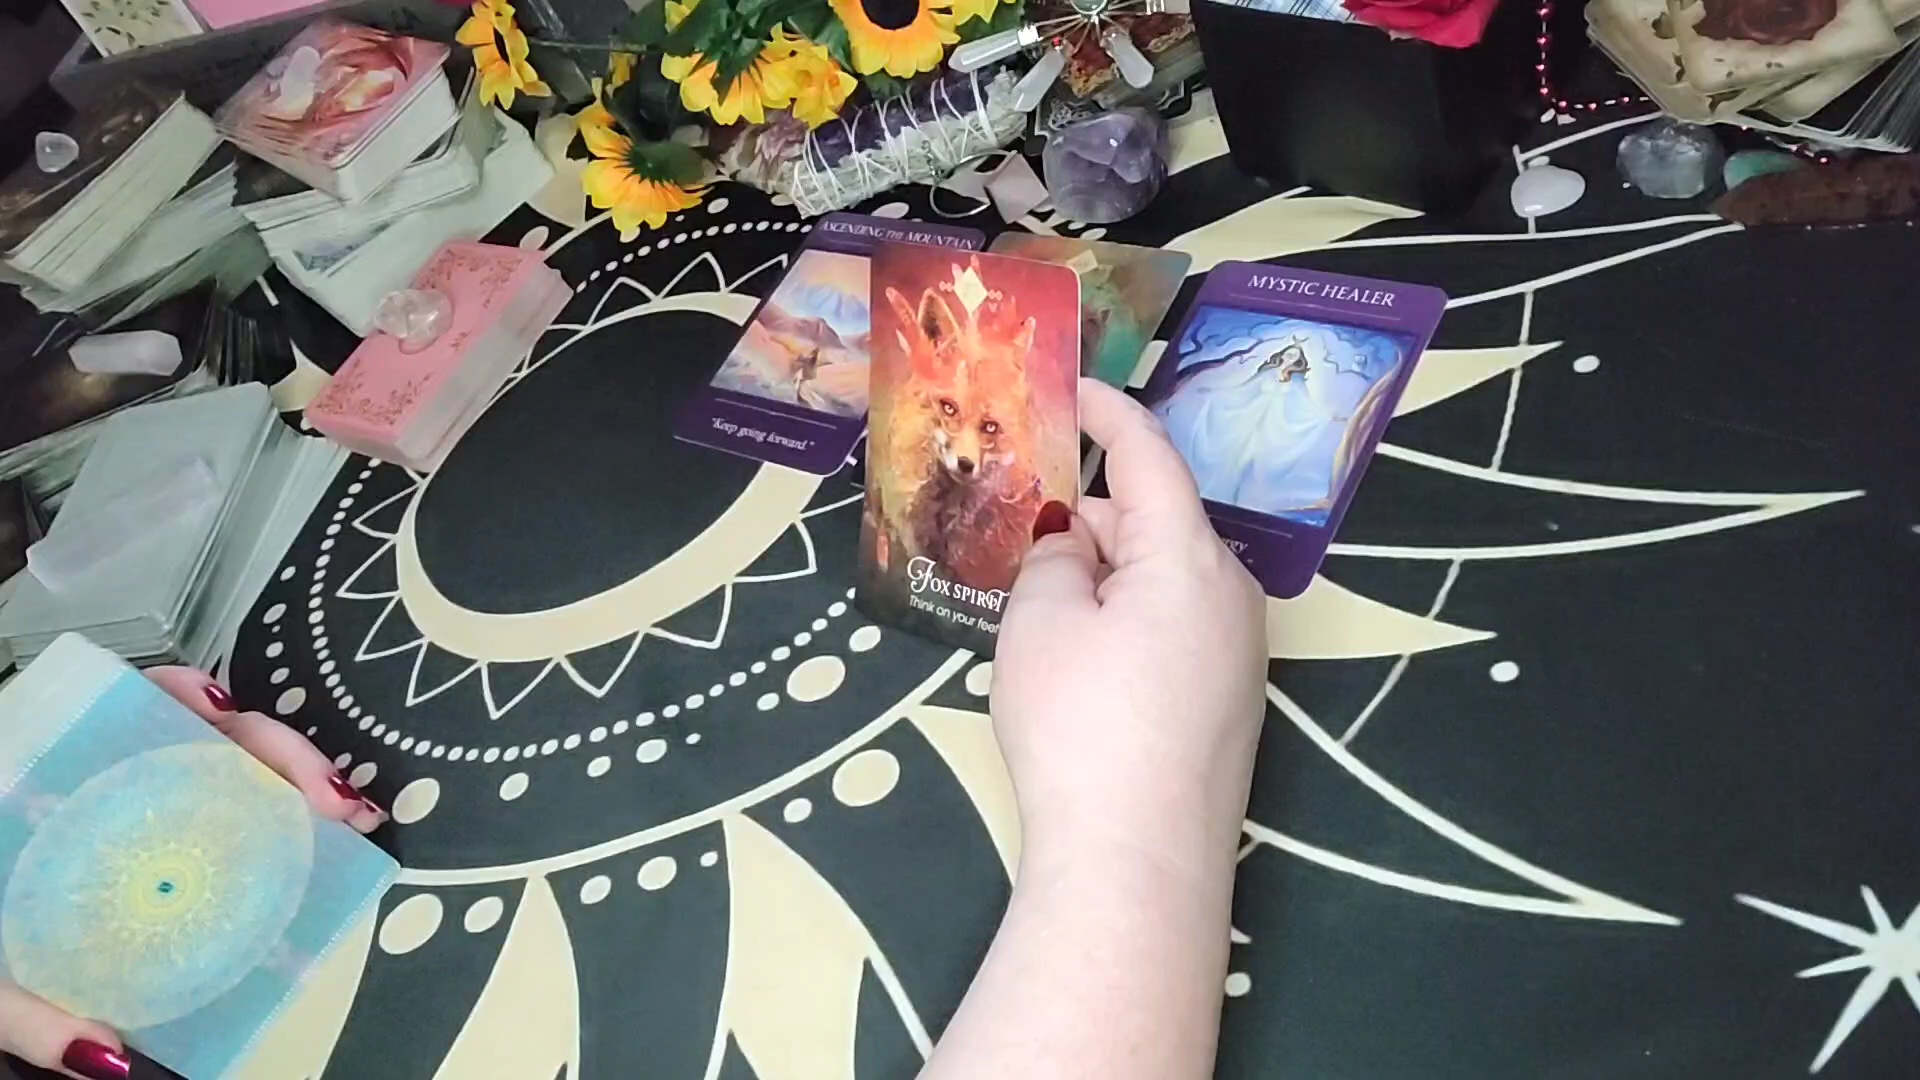 ASCENDING THE MOUNTAIN
"Keep going forward."
FOX SPIRIT
Think on your feet
MYSTIC HEALER